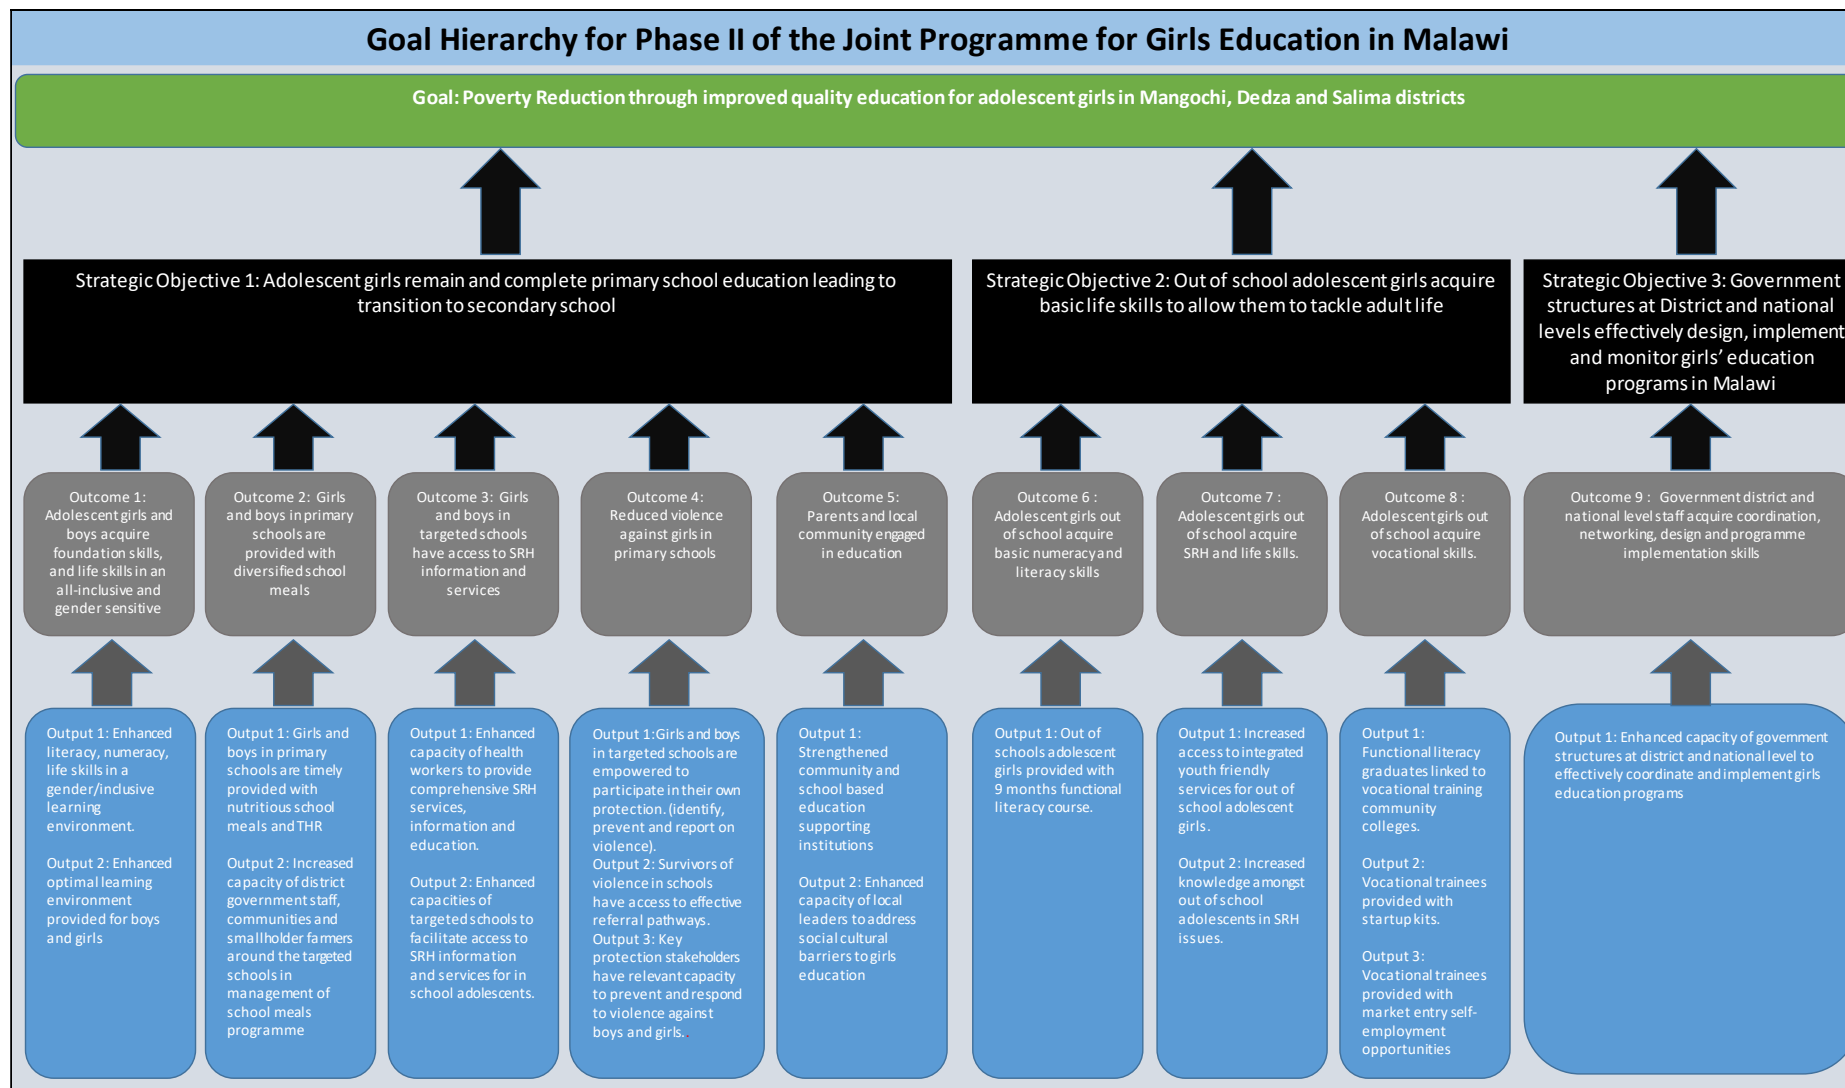 Goal Hierarchy for Phase II of the Joint Programme for Girls Education in Malawi
Goal: Poverty Reduction through improved quality education for adolescent girls in Mangochi, Dedza and Salima districts
Strategic Objective 1: Adolescent girls remain and complete primary school education leading to
transition to secondary school
Strategic Objective 2: Out of school adolescent girls acquire
basic life skills to allow them to tackle adult life
Strategic Objective 3: Government
structures at District and national
levels effectively design, implement
and monitor girls' education
programs in Malawi
Outcome 1:
Adolescent girls and
boys acquire
foundation skills,
and life skills in an
all-inclusive and
gender sensitive
Outcome 2: Girls
and boys in primary
schools are
provided with
diversified school
meals
Outcome 3: Girls
and boys in
targeted schools
have access to SRH
information and
services
Outcome 4:
Reduced violence
against girls in
primary schools
Outcome 5:
Parents and local
community engaged
in education
Outcome 6 :
Adolescent girls out
of school acquire
basic numeracy and
literacy skills
Outcome 7 :
Adolescent girls out
of school acquire
SRH and life skills.
Outcome 8 :
Adolescent girls out
of school acquire
vocational skills.
Outcome 9 : Government district and
national level staff acquire coordination,
networking, design and programme
implementation skills
Output 1: Enhanced
literacy, numeracy,
life skills in a
gender/inclusive
learning
environment.
Output 2: Enhanced
optimal learning
environment
provided for boys
and girls
Output 1: Girls and
boys in primary
schools are timely
provided with
nutritious school
meals and THR
Output 2: Increased
capacity of district
government staff,
communities and
smallholder farmers
around the targeted
schools in
management of
school meals
programme
Output 1: Enhanced
capacity of health
workers to provide
comprehensive SRH
services,
information and
education.
Output 2: Enhanced
capacities of
targeted schools to
facilitate access to
SRH information
and services for in
school adolescents.
Output 1:Girls and boys
in targeted schools are
empowered to
participate in their own
protection. (identify,
prevent and report on
violence).
Output 2: Survivors of
violence in schools
have access to effective
referral pathways.
Output 3: Key
protection stakeholders
have relevant capacity
to prevent and respond
to violence against
boys and girls..
Output 1:
Strengthened
community and
school based
education
supporting
institutions
Output 2: Enhanced
capacity of local
leaders to address
social cultural
barriers to girls
education
Output 1: Out of
schools adolescent
girls provided with
9 months functional
literacy course.
Output 1: Increased
access to integrated
youth friendly
services for out of
school adolescent
girls.
Output 2: Increased
knowledge amongst
out of school
adolescents in SRH
issues.
Output 1:
Functional literacy
graduates linked to
vocational training
community
colleges.
Output 2:
Vocational trainees
provided with
startup kits.
Output 3:
Vocational trainees
provided with
market entry self-
employment
opportunities
Output 1: Enhanced capacity of government
structures at district and national level to
effectively coordinate and implement girls
education programs